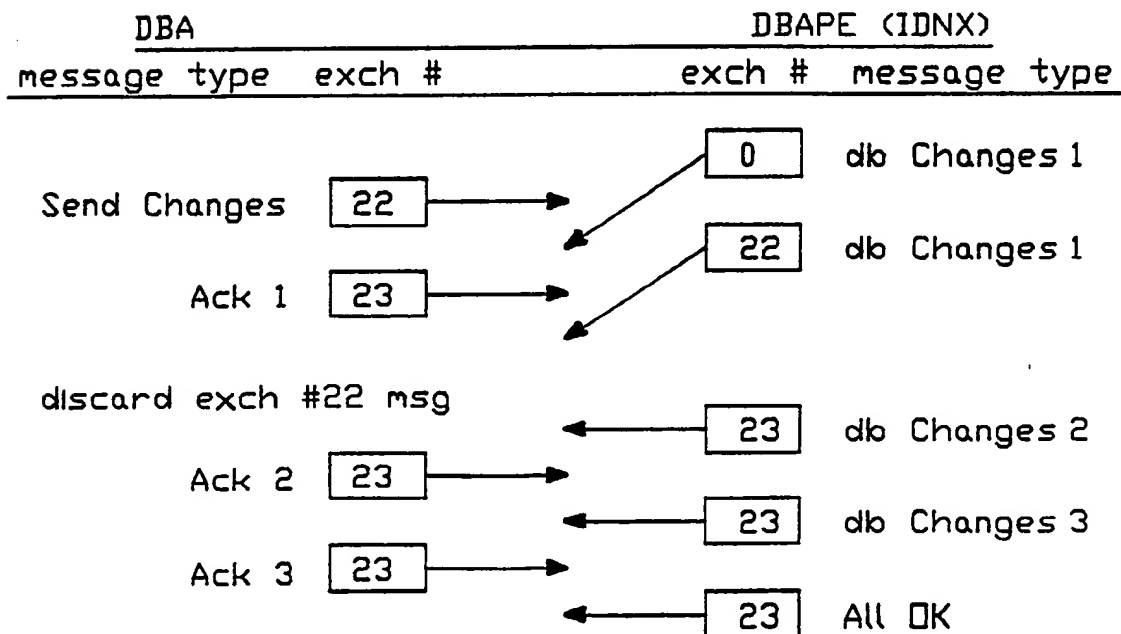 DBA DBAPE (IDNX)
message type exch # exch # message type
0 db Changes 1
Send Changes 22
22 db Changes 1
Ack 1 23
discard exch #22 msg
23 db Changes 2
Ack 2 23
23 db Changes 3
Ack 3 23
23 All OK